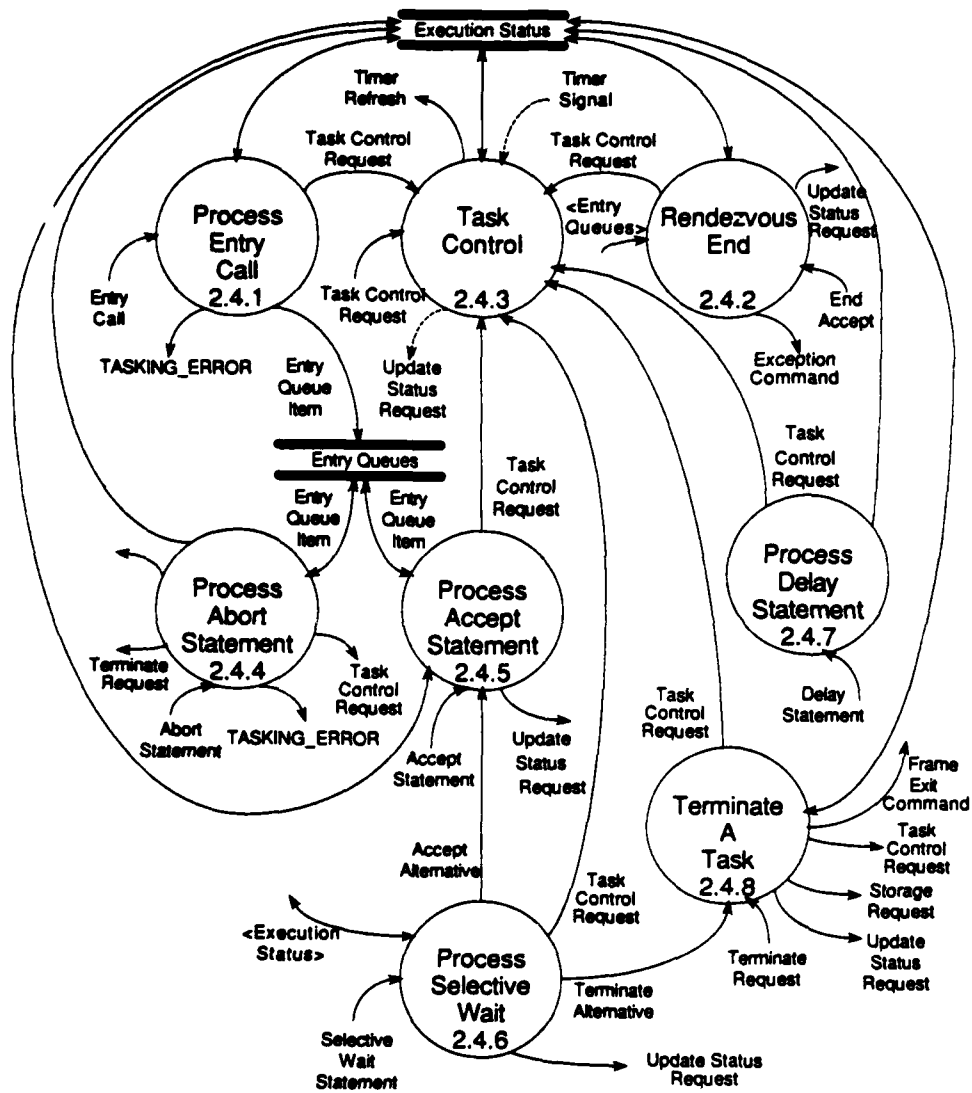 Execution Status
Timer
Refresh
Timer
Signal
Task Control
Request
Task Control
Request
Process
Entry
Call
2.4.1
Task
Control
2.4.3
<Entry
Queues>
Rendezvous
End
2.4.2
Update
Status
Request
Entry
Call
Task Control
Request
End
Accept
TASKING_ERROR
Entry
Queue
Item
Update
Status
Request
Exception
Command
Entry Queues
Entry
Queue
Item
Entry
Queue
Item
Task
Control
Request
Task
Control
Request
Process
Abort
Statement
2.4.4
Process
Accept
Statement
2.4.5
Process
Delay
Statement
2.4.7
Terminate
Request
Task
Control
Request
Abort
Statement
TASKING_ERROR
Accept
Statement
Update
Status
Request
Task
Control
Request
Delay
Statement
Frame
Exit
Command
Terminate
A
Task
2.4.8
Task
Control
Request
Storage
Request
Update
Status
Request
Terminate
Request
Accept
Alternative
Task
Control
Request
<Execution
Status>
Process
Selective
Wait
2.4.6
Terminate
Alternative
Selective
Wait
Statement
Update Status
Request